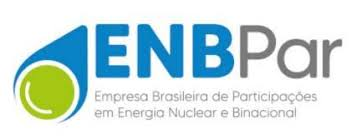 ENBPar
Empresa Brasileira de Participações
em Energia Nuclear e Binacional